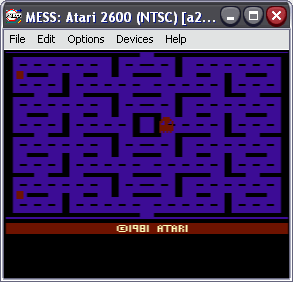 MESS: Atari 2600 (NTSC) [a2...
File Edit Options Devices Help
©1981 ATARI